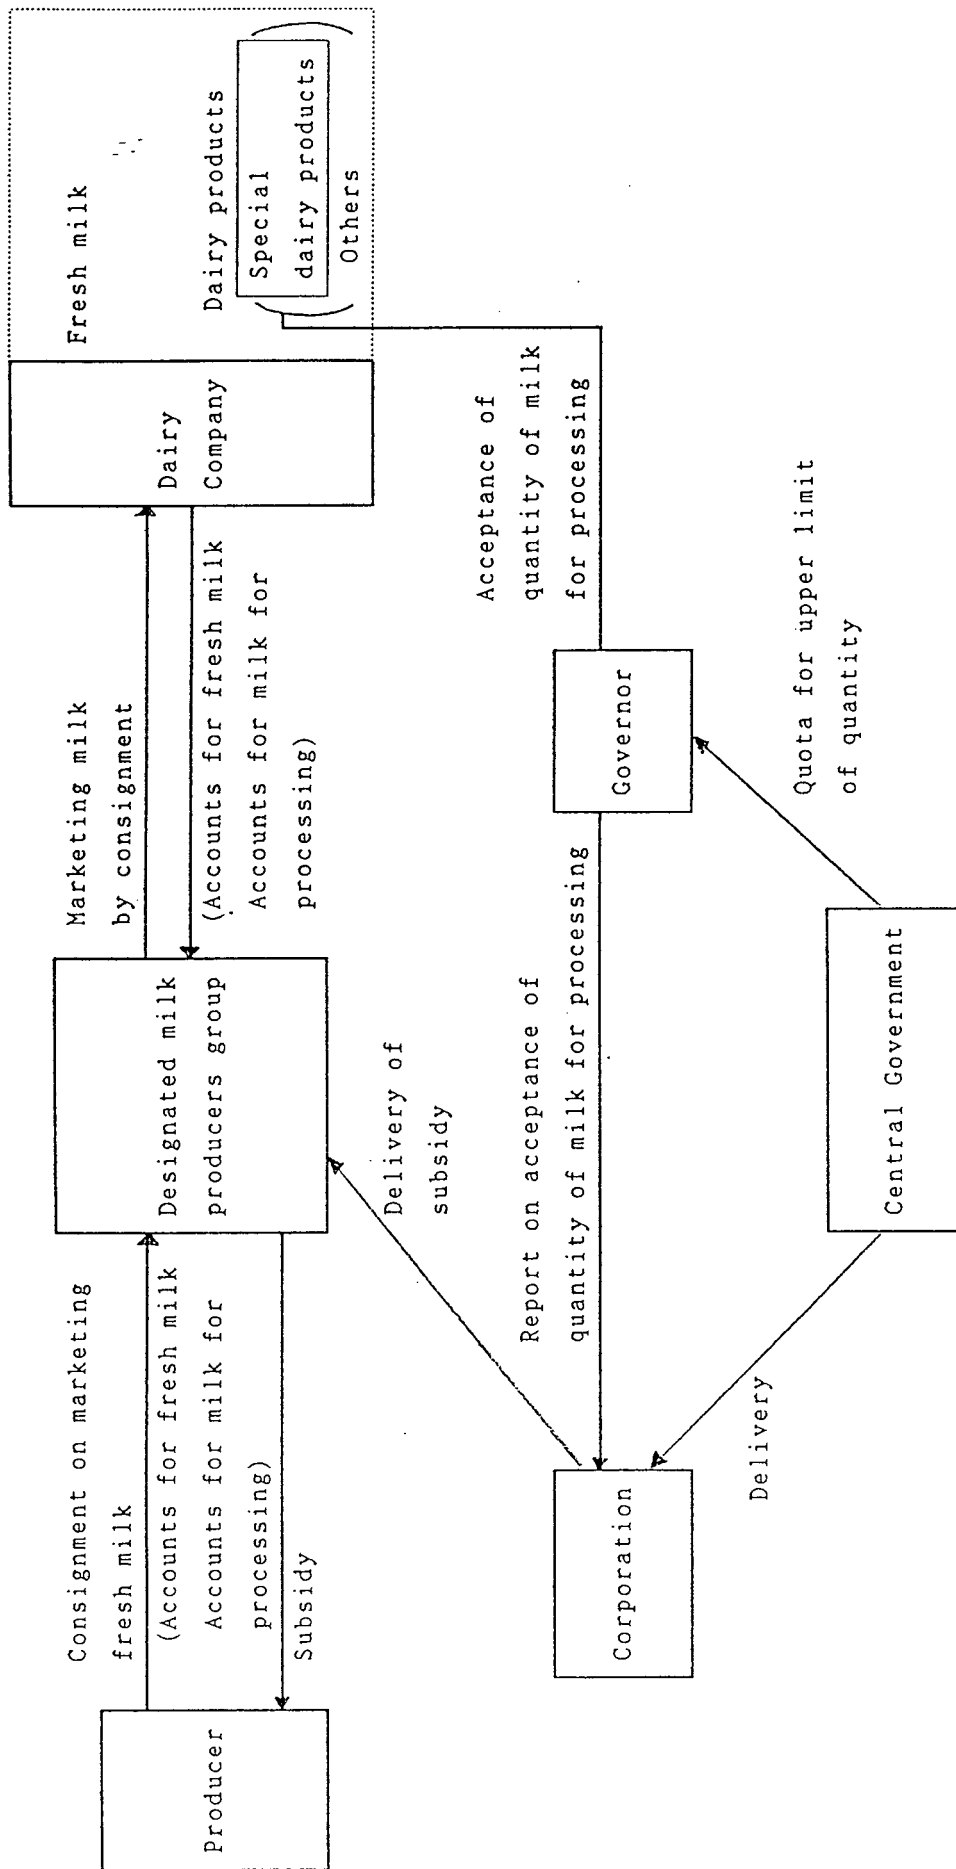 Producer
Consignment on marketing
fresh milk
(Accounts for fresh milk
Accounts for milk for
processing)
Subsidy
Designated milk
producers group
Marketing milk
by consignment
(Accounts for fresh milk
Accounts for milk for
processing)
Dairy
Company
Fresh milk
Dairy products
Special
dairy products
Others
Delivery of
subsidy
Corporation
Report on acceptance of
quantity of milk for processing
Governor
Acceptance of
quantity of milk
for processing
Delivery
Central Government
Quota for upper limit
of quantity